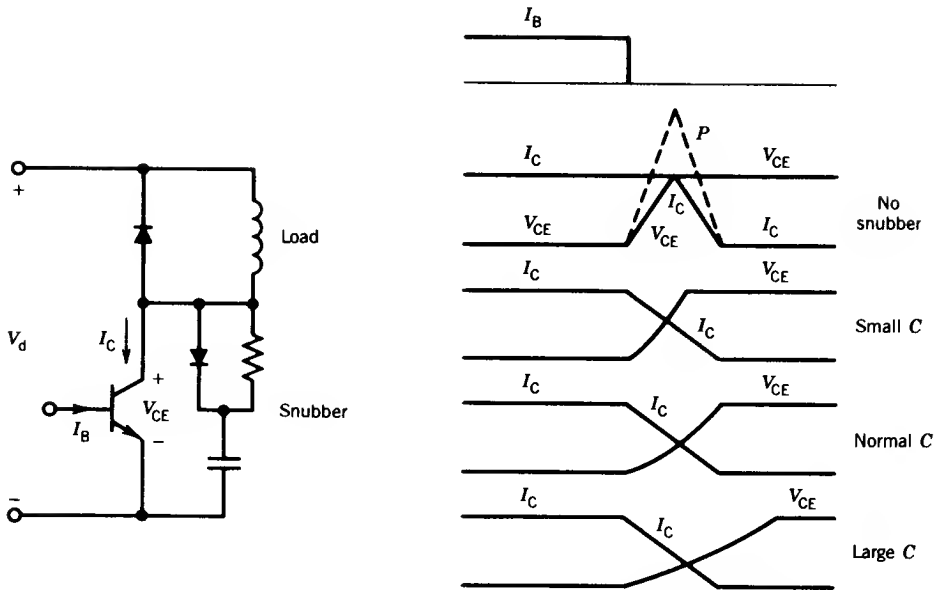 I_B
P
I_C
V_CE
I_C
V_CE
V_CE
I_C
No
snubber
I_C
V_CE
I_C
Small C
I_C
I_C
V_CE
Normal C
I_C
I_C
V_CE
Large C
+
Load
V_d
I_C
+
V_CE
I_B
−
Snubber
−